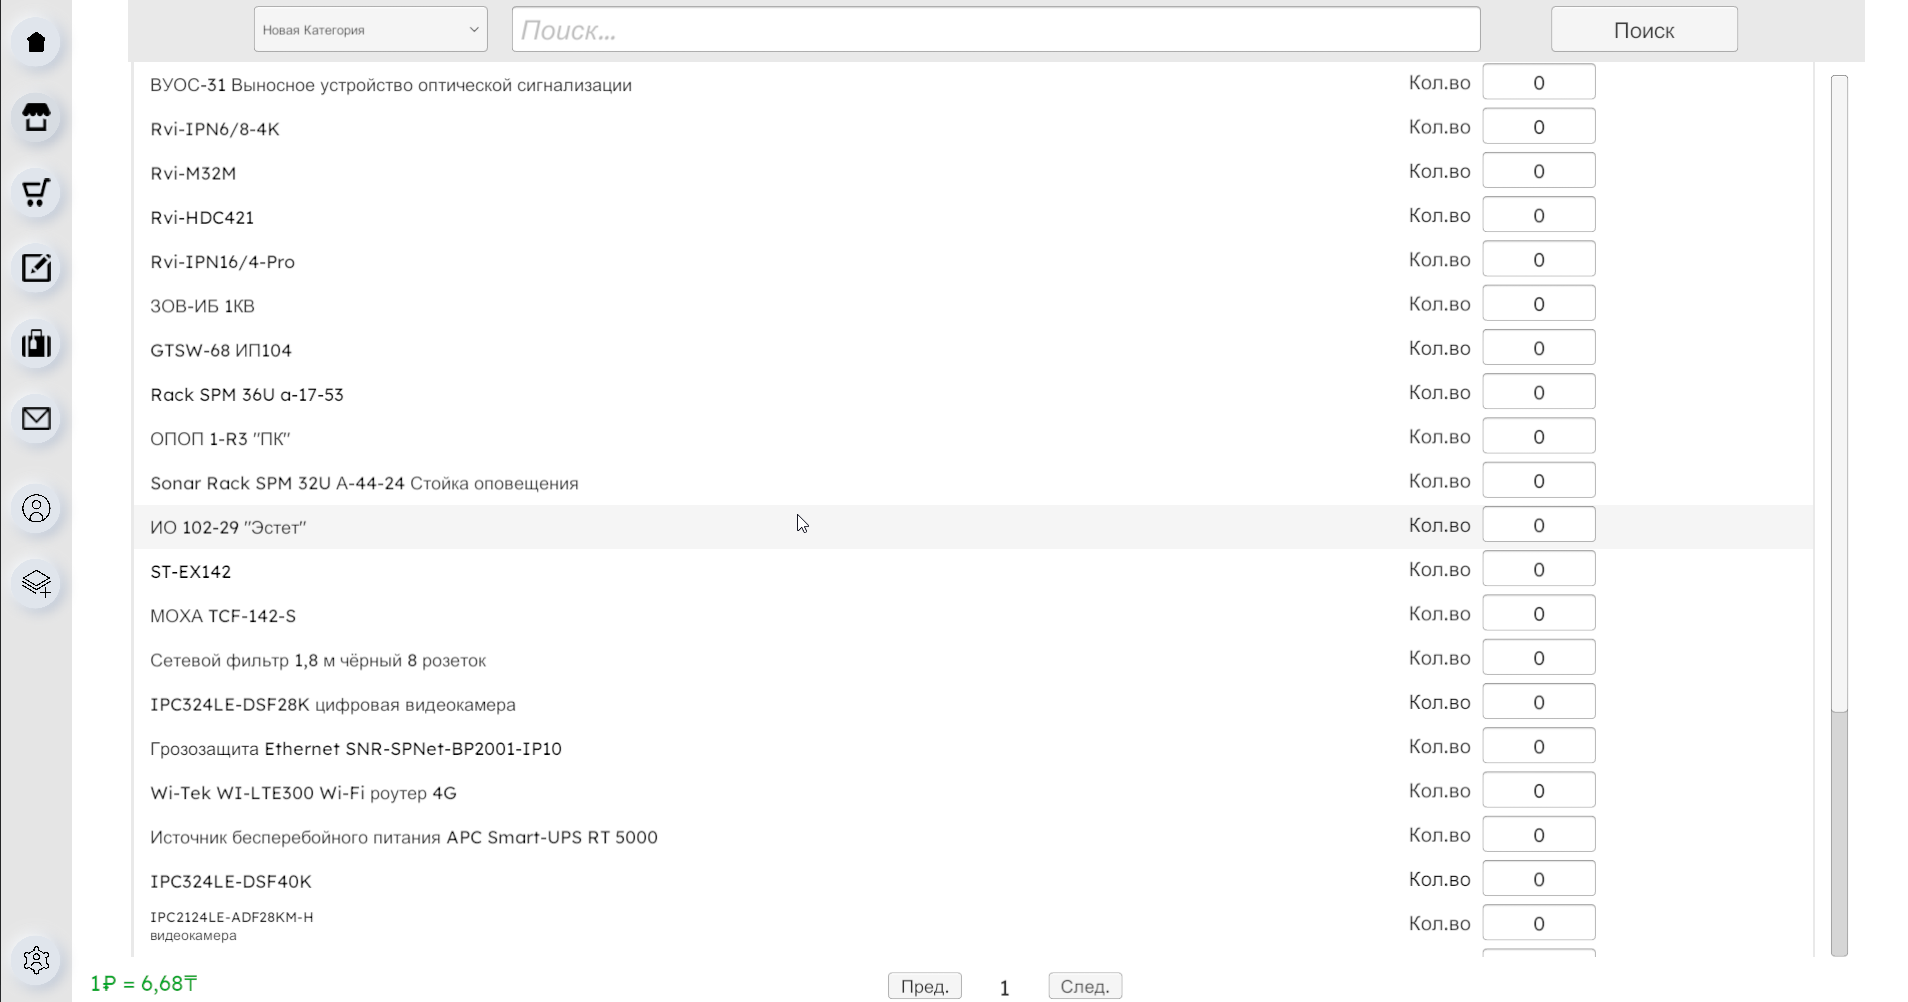 Новая Категория
Поиск...
Поиск
ВУОС-31 Выносное устройство оптической сигнализации Кол.во 0
Rvi-IPN6/8-4K Кол.во 0
Rvi-M32M Кол.во 0
Rvi-HDC421 Кол.во 0
Rvi-IPN16/4-Pro Кол.во 0
ЗОВ-ИБ 1КВ Кол.во 0
GTSW-68 ИП104 Кол.во 0
Rack SPM 36U a-17-53 Кол.во 0
ОПОП 1-R3 "ПК" Кол.во 0
Sonar Rack SPM 32U A-44-24 Стойка оповещения Кол.во 0
ИО 102-29 "Эстет" Кол.во 0
ST-EX142 Кол.во 0
МОХА TCF-142-S Кол.во 0
Сетевой фильтр 1,8 м чёрный 8 розеток Кол.во 0
IPC324LE-DSF28K цифровая видеокамера Кол.во 0
Грозозащита Ethernet SNR-SPNet-BP2001-IP10 Кол.во 0
Wi-Tek WI-LTE300 Wi-Fi роутер 4G Кол.во 0
Источник бесперебойного питания APC Smart-UPS RT 5000 Кол.во 0
IPC324LE-DSF40K Кол.во 0
IPC2124LE-ADF28KM-H
видеокамера
Кол.во 0
1₽ = 6,68₸
Пред. 1 След.